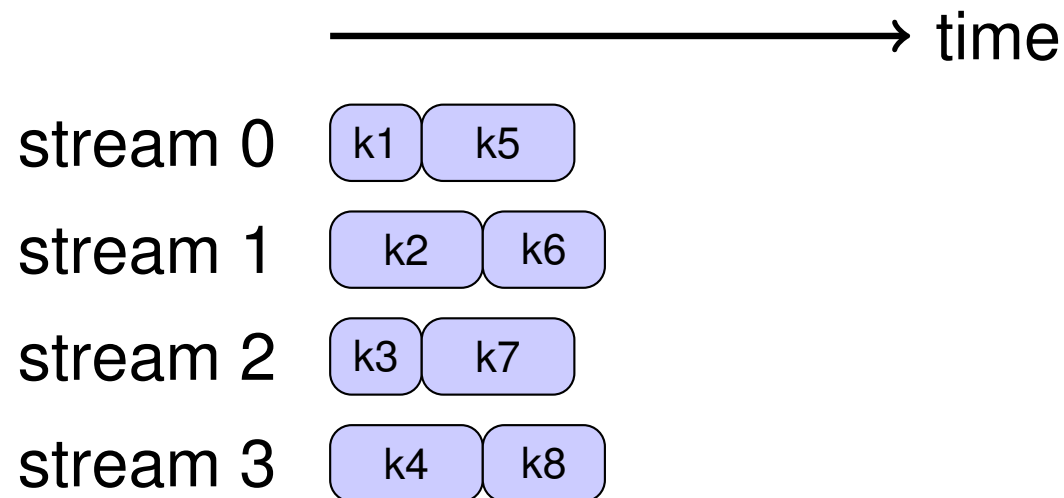 time
stream 0 k1 k5
stream 1 k2 k6
stream 2 k3 k7
stream 3 k4 k8